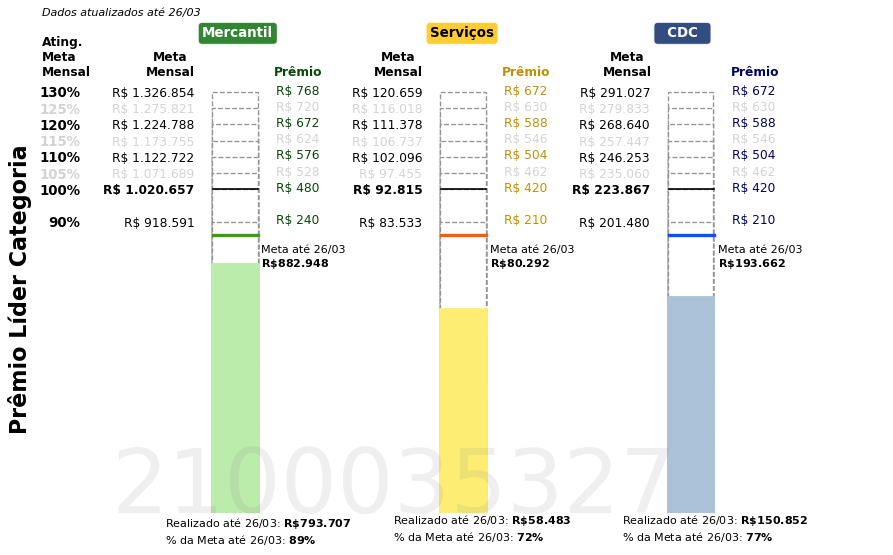 Dados atualizados até 26/03
Mercantil Serviços CDC
Ating. Meta Mensal
Meta Mensal Prêmio Meta Mensal Prêmio Meta Mensal Prêmio
130% R$ 1.326.854 R$ 768 R$ 120.659 R$ 672 R$ 291.027 R$ 672
125% R$ 1.275.821 R$ 720 R$ 116.018 R$ 630 R$ 279.833 R$ 630
120% R$ 1.224.788 R$ 672 R$ 111.378 R$ 588 R$ 268.640 R$ 588
115% R$ 1.173.755 R$ 624 R$ 106.737 R$ 546 R$ 257.447 R$ 546
110% R$ 1.122.722 R$ 576 R$ 102.096 R$ 504 R$ 246.253 R$ 504
105% R$ 1.071.689 R$ 528 R$ 97.455 R$ 462 R$ 235.060 R$ 462
100% R$ 1.020.657 R$ 480 R$ 92.815 R$ 420 R$ 223.867 R$ 420
90% R$ 918.591 R$ 240 R$ 83.533 R$ 210 R$ 201.480 R$ 210
Meta até 26/03 Meta até 26/03 Meta até 26/03
R$882.948 R$80.292 R$193.662
Prêmio Líder Categoria
2100035327
Realizado até 26/03: R$793.707 Realizado até 26/03: R$58.483 Realizado até 26/03: R$150.852
% da Meta até 26/03: 89% % da Meta até 26/03: 72% % da Meta até 26/03: 77%